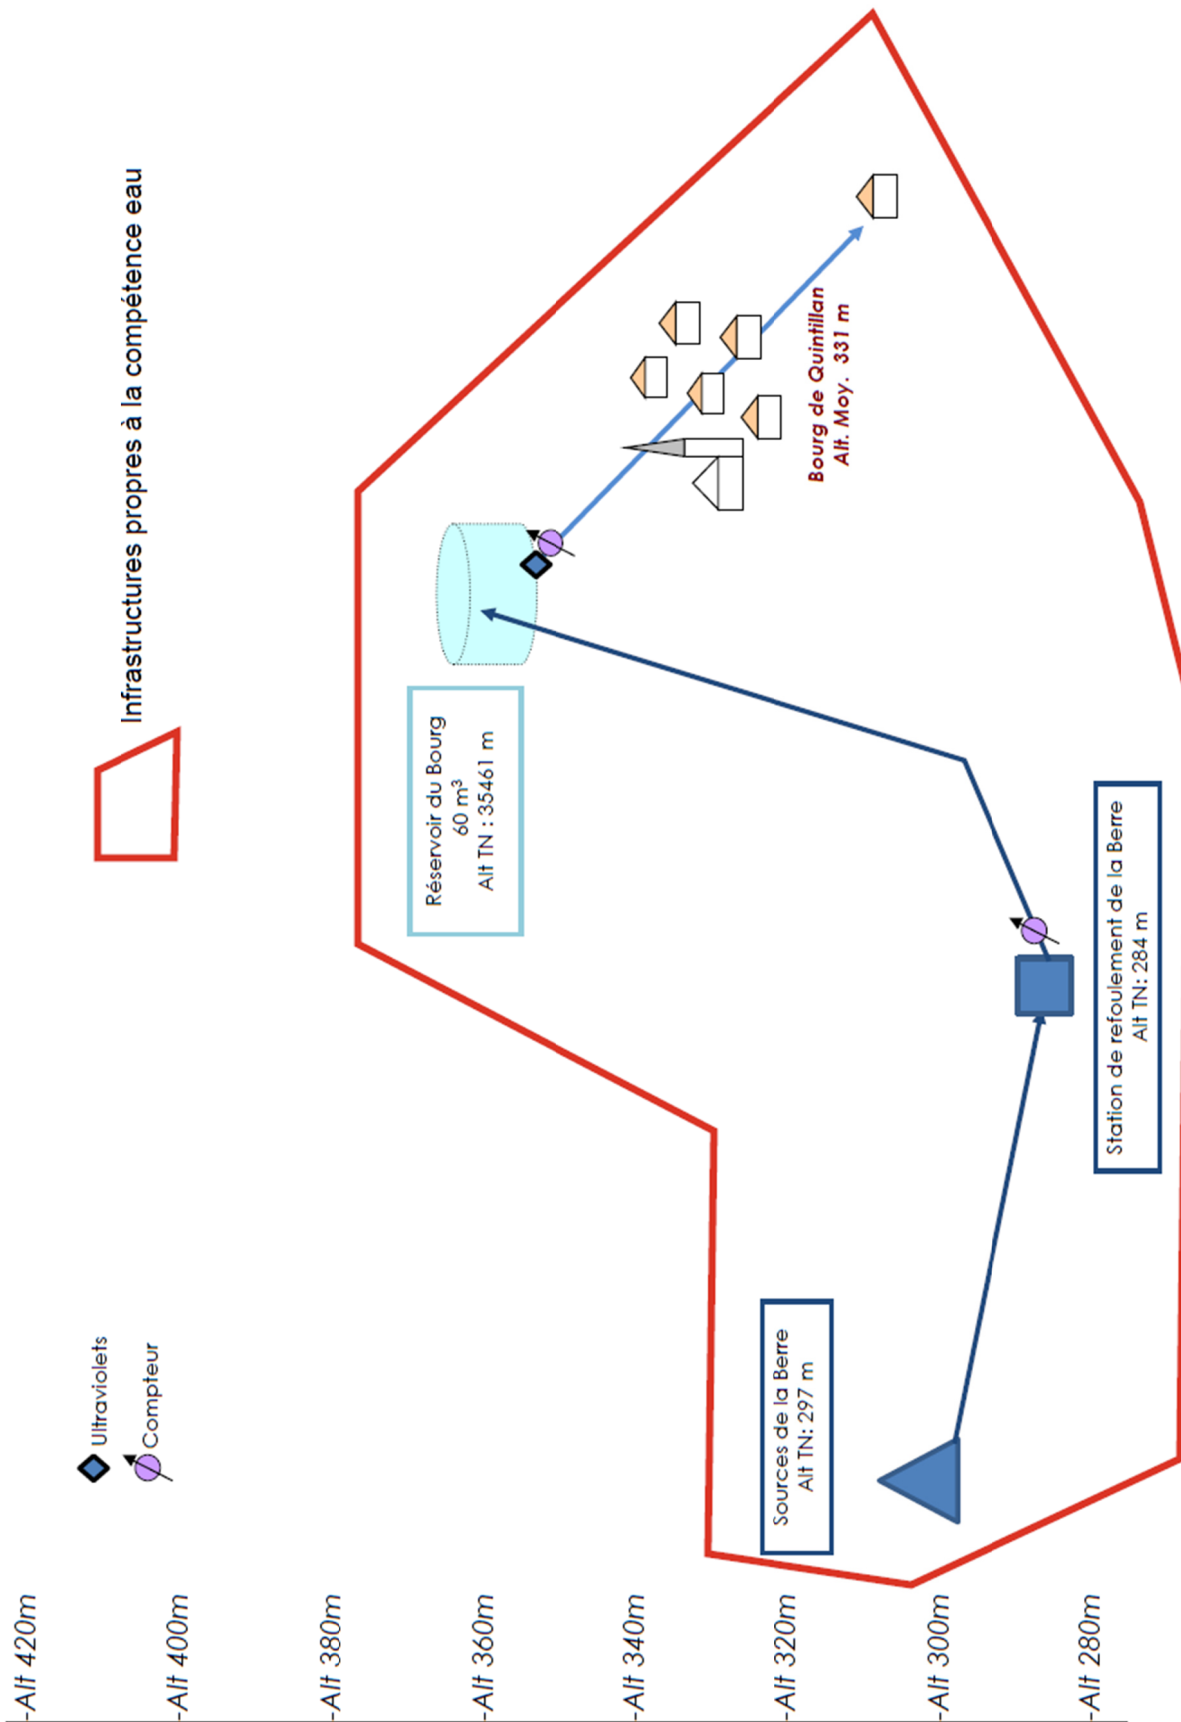 Infrastructures propres à la compétence eau
Ultraviolets
Compteur
-Alt 420m
-Alt 400m
-Alt 380m
-Alt 360m
-Alt 340m
-Alt 320m
-Alt 300m
-Alt 280m
Réservoir du Bourg
60 m³
Alt TN : 35461 m
Bourg de Quintillan
Alt. Moy. 331 m
Sources de la Berre
Alt TN: 297 m
Station de refoulement de la Berre
Alt TN: 284 m